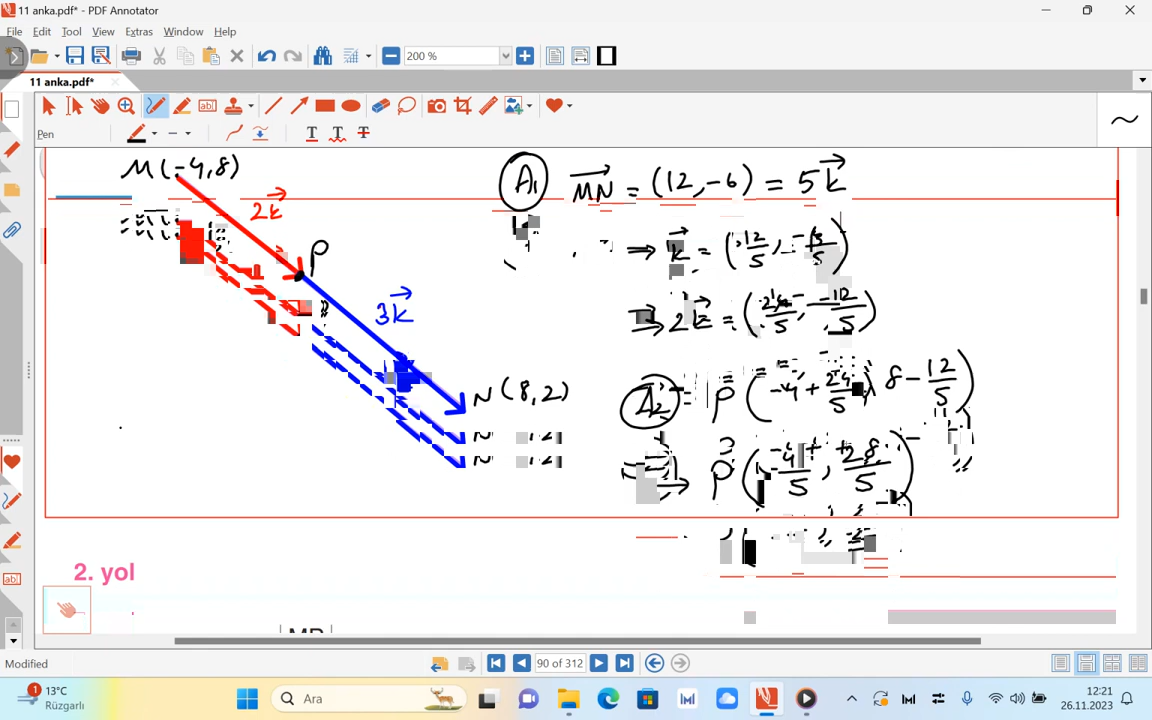 11 anka.pdf* - PDF Annotator
File Edit Tool View Extras Window Help
200 %
11 anka.pdf*
Pen
M(-4,8)
2k
P
3k
N(8,2)
A₁ MN = (12,-6) = 5k
⇒ k = (12/5, -6/5)
⇒ 2k = (24/5, -12/5)
A₂ P(-4+24/5, 8-12/5)
⇒ P(4/5, 28/5)
2. yol
90 of 312
Modified
1
13°C
Rüzgarlı
Ara
12:21
26.11.2023